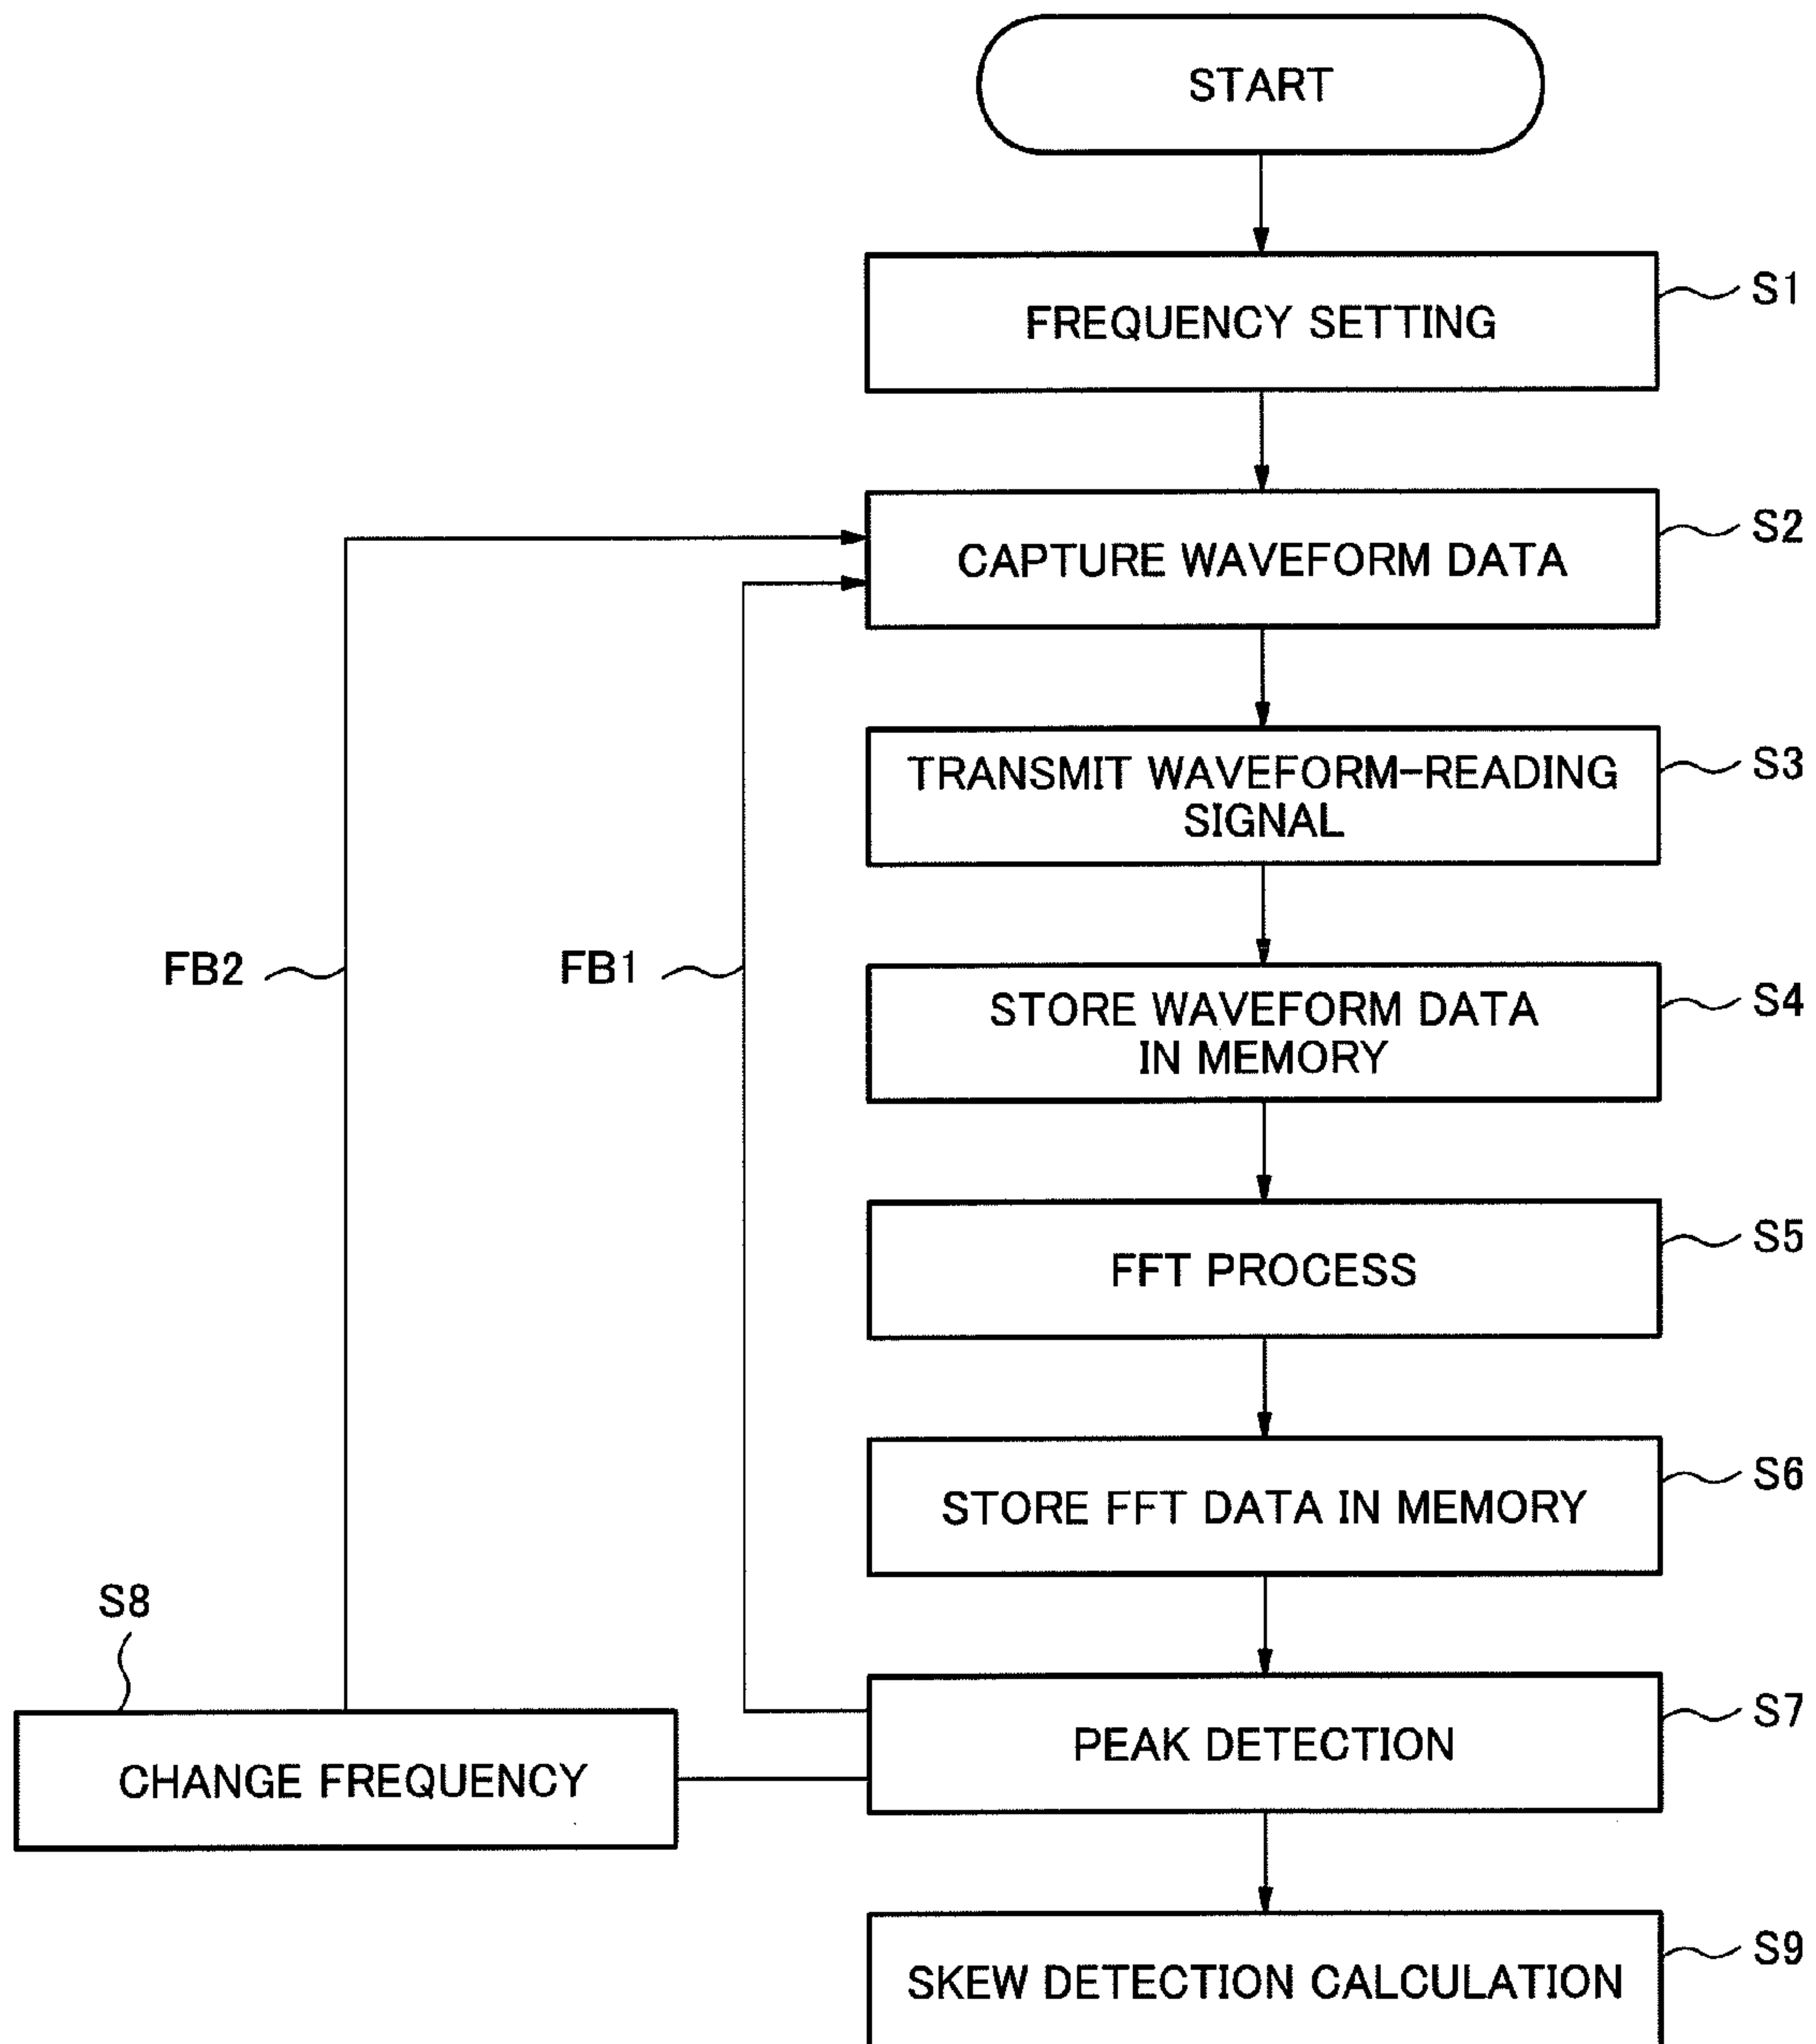 START
FREQUENCY SETTING
S1
CAPTURE WAVEFORM DATA
S2
TRANSMIT WAVEFORM-READING
SIGNAL
S3
FB2
FB1
STORE WAVEFORM DATA
IN MEMORY
S4
FFT PROCESS
S5
STORE FFT DATA IN MEMORY
S6
S8
CHANGE FREQUENCY
PEAK DETECTION
S7
SKEW DETECTION CALCULATION
S9